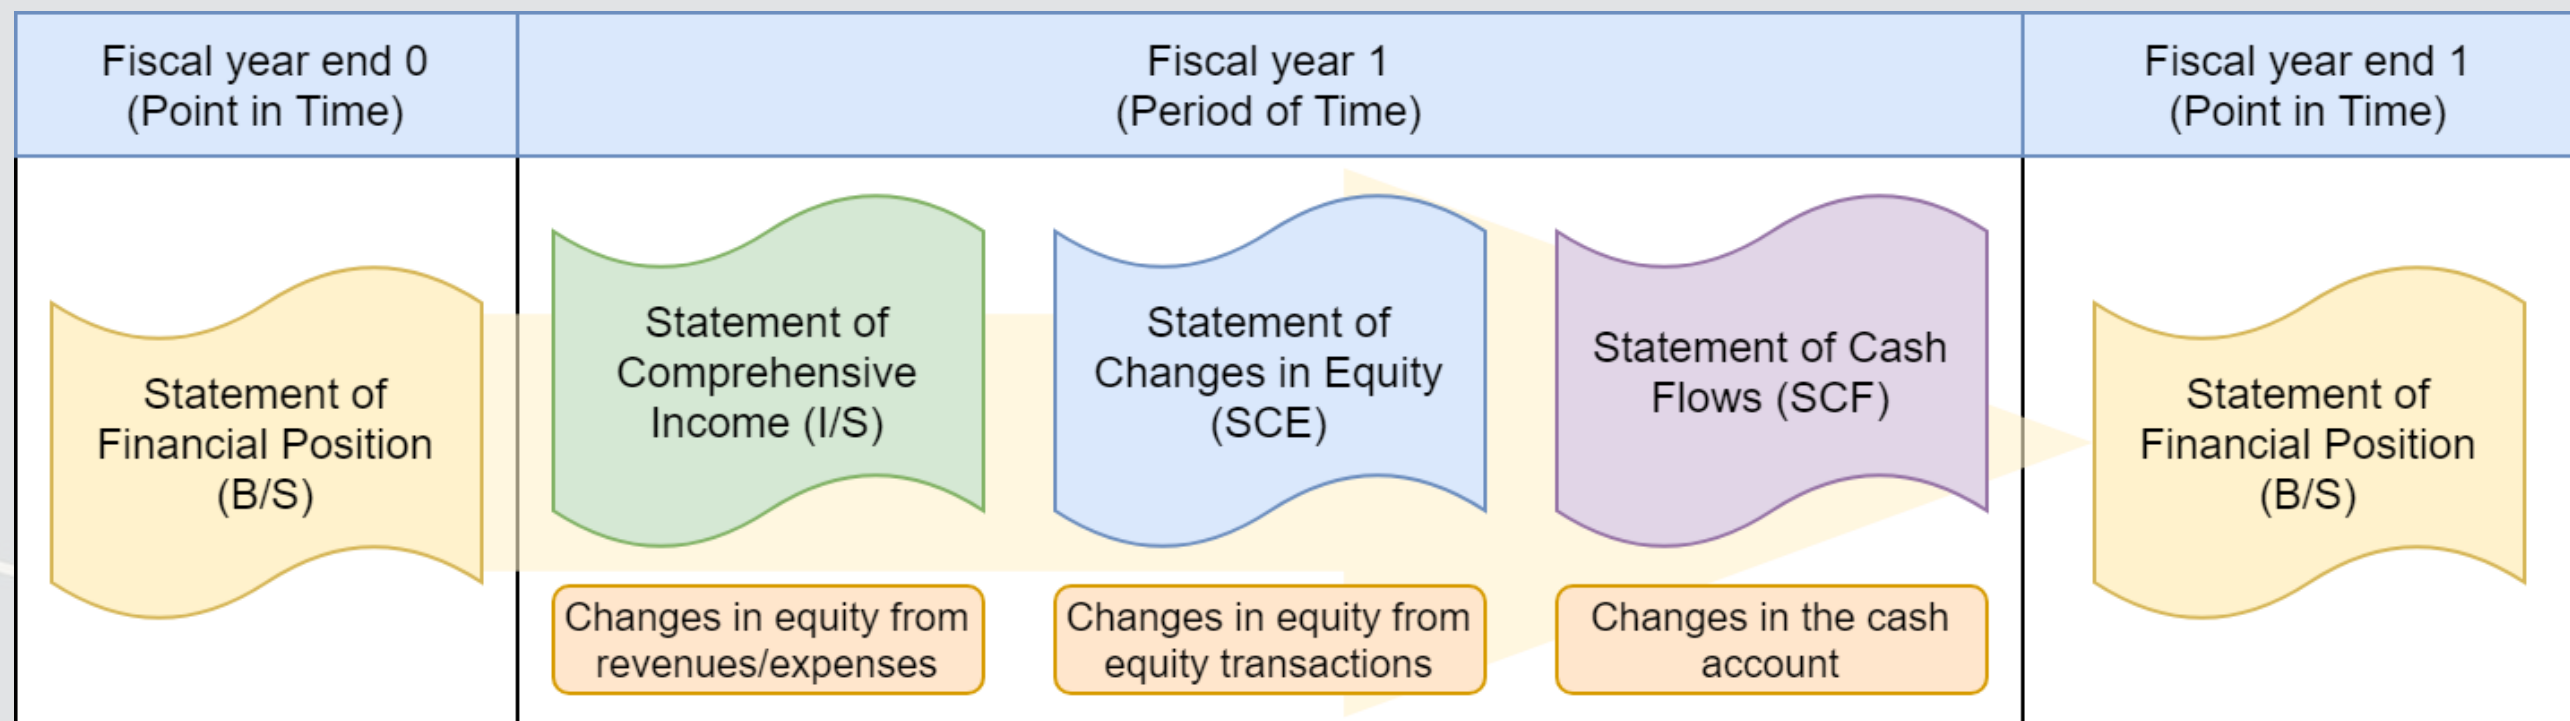 Fiscal year end 0
(Point in Time)
Fiscal year 1
(Period of Time)
Fiscal year end 1
(Point in Time)
Statement of
Financial Position
(B/S)
Statement of
Comprehensive
Income (I/S)
Changes in equity from
revenues/expenses
Statement of
Changes in Equity
(SCE)
Changes in equity from
equity transactions
Statement of Cash
Flows (SCF)
Changes in the cash
account
Statement of
Financial Position
(B/S)